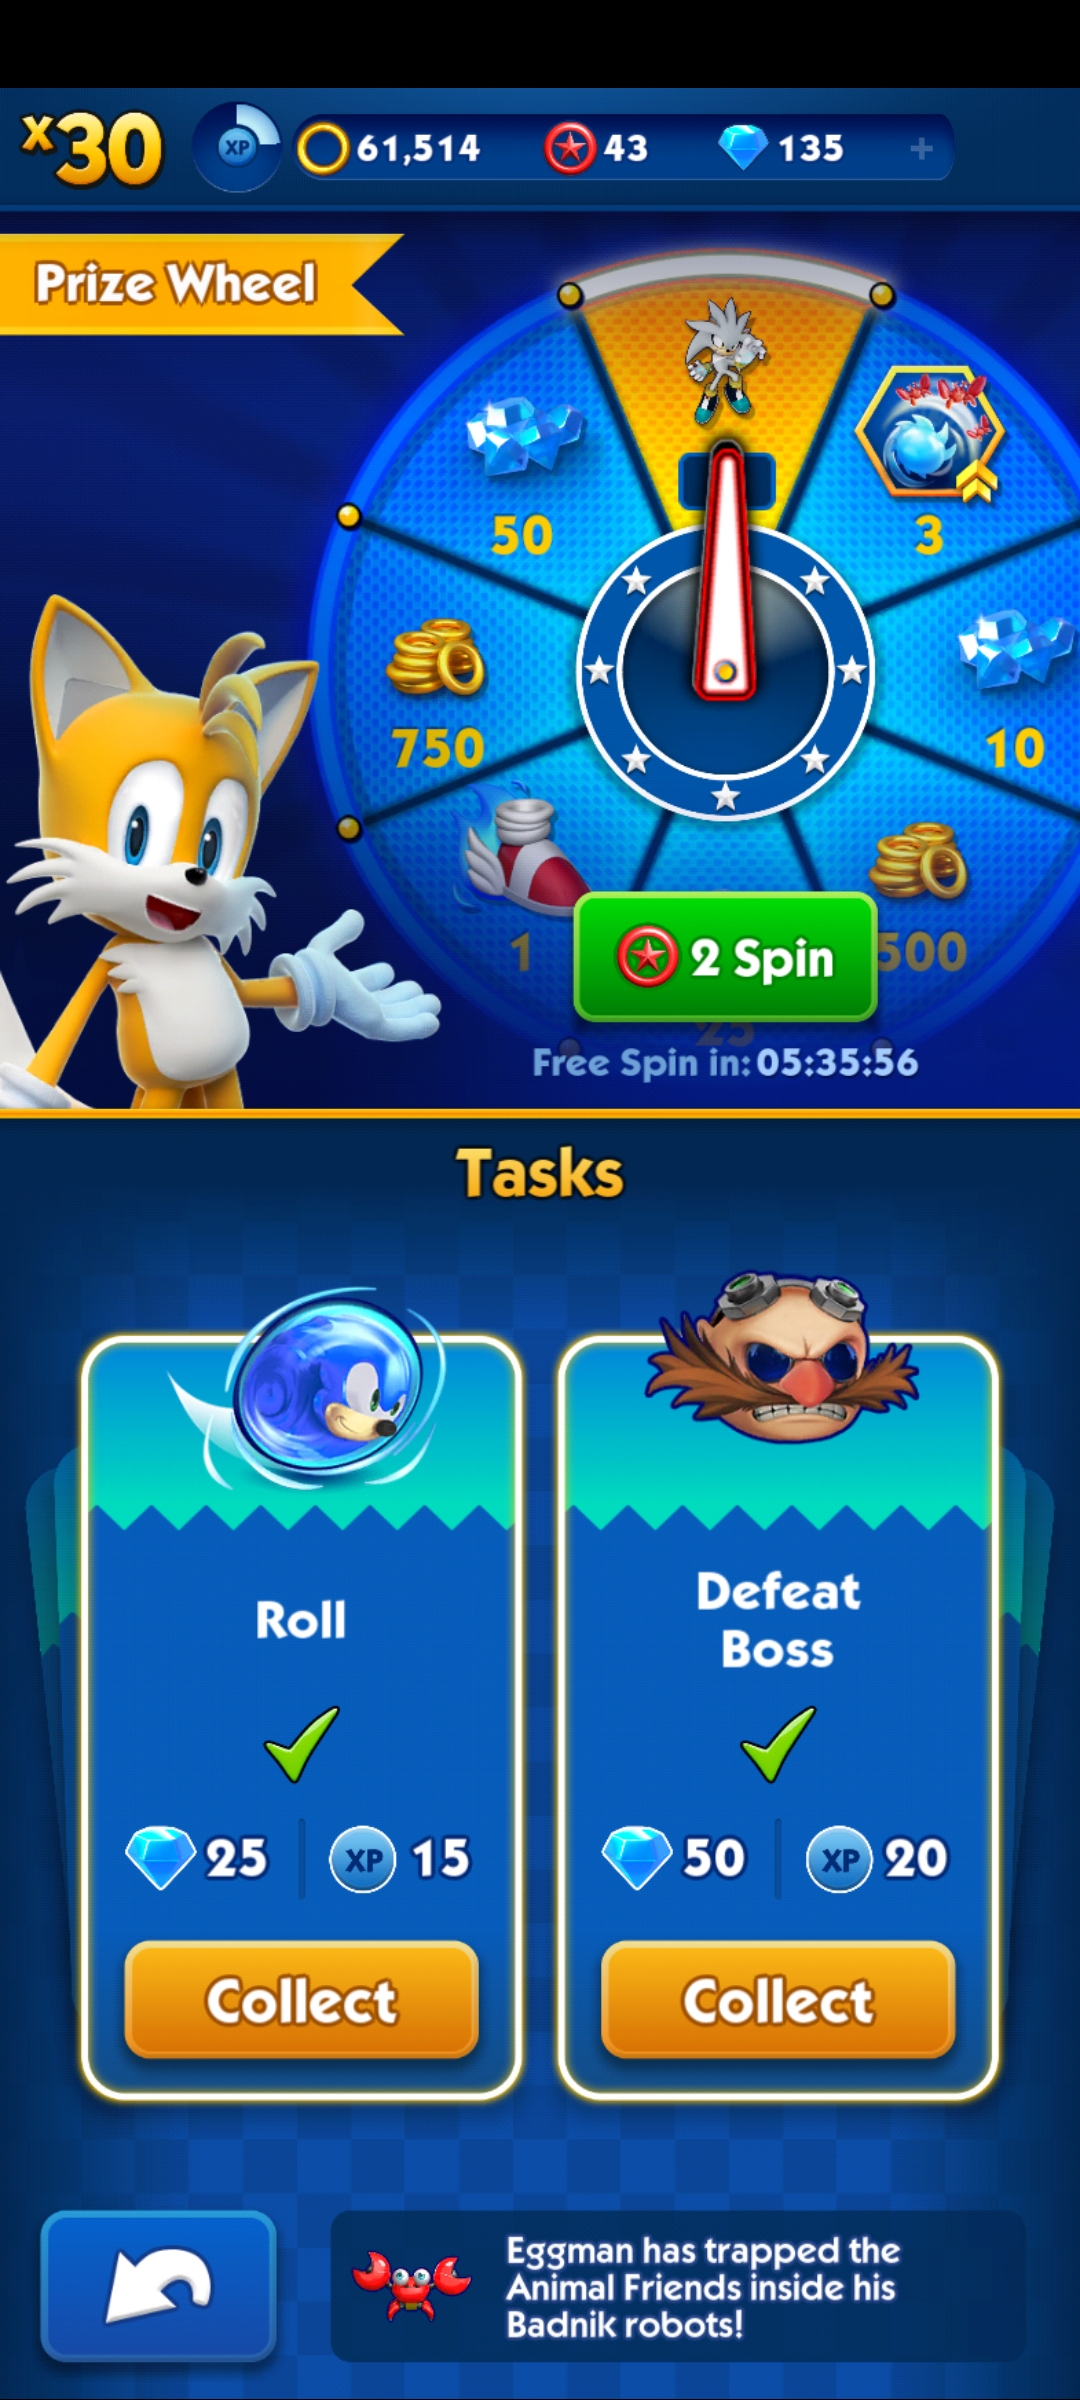 x30
XP
61,514
43
135
+
Prize Wheel
50
3
750
10
1
500
2 Spin
25
Free Spin in: 05:35:56
Tasks
Roll
Defeat
Boss
25
XP
15
50
XP
20
Collect
Collect
Eggman has trapped the
Animal Friends inside his
Badnik robots!